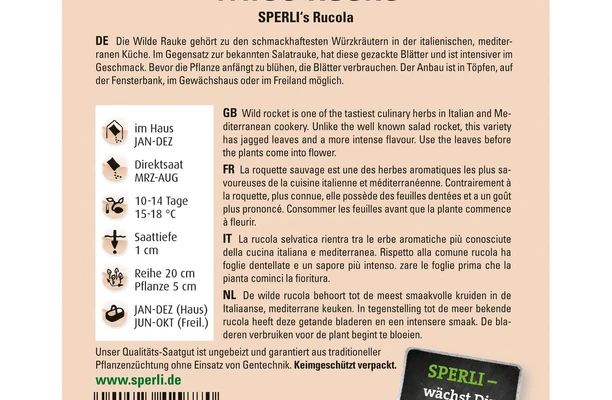 SPERLI's Rucola
DE Die Wilde Rauke gehört zu den schmackhaftesten Würzkräutern in der italienischen, mediter-
ranen Küche. Im Gegensatz zur bekannten Salatrauke, hat diese gezackte Blätter und ist intensiver im
Geschmack. Bevor die Pflanze anfängt zu blühen, die Blätter verbrauchen. Der Anbau ist in Töpfen, auf
der Fensterbank, im Gewächshaus oder im Freiland möglich.
im Haus
JAN-DEZ
Direktsaat
MRZ-AUG
10-14 Tage
15-18 °C
Saattiefe
1 cm
Reihe 20 cm
Pflanze 5 cm
JAN-DEZ (Haus)
JUN-OKT (Freil.)
GB Wild rocket is one of the tastiest culinary herbs in Italian and Me-
diterranean cookery. Unlike the well known salad rocket, this variety
has jagged leaves and a more intense flavour. Use the leaves before
the plants come into flower.
FR La roquette sauvage est une des herbes aromatiques les plus sa-
voureuses de la cuisine italienne et méditerranéenne. Contrairement à
la roquette, plus connue, elle possède des feuilles dentées et a un goût
plus prononcé. Consommer les feuilles avant que la plante commence
à fleurir.
IT La rucola selvatica rientra tra le erbe aromatiche più conosciute
della cucina italiana e mediterranea. Rispetto alla comune rucola ha
foglie dentellate e un sapore più intenso. zare le foglie prima che la
pianta cominci la fioritura.
NL De wilde rucola behoort tot de meest smaakvolle kruiden in de
Italiaanse, mediterrane keuken. In tegenstelling tot de meer bekende
rucola heeft deze getande bladeren en een intensere smaak. De bla-
deren verbruiken voor de plant begint te bloeien.
Unser Qualitäts-Saatgut ist ungebeizt und garantiert aus traditioneller
Pflanzenzüchtung ohne Einsatz von Gentechnik. Keimgeschützt verpackt.
www.sperli.de
SPERLI –
wächst